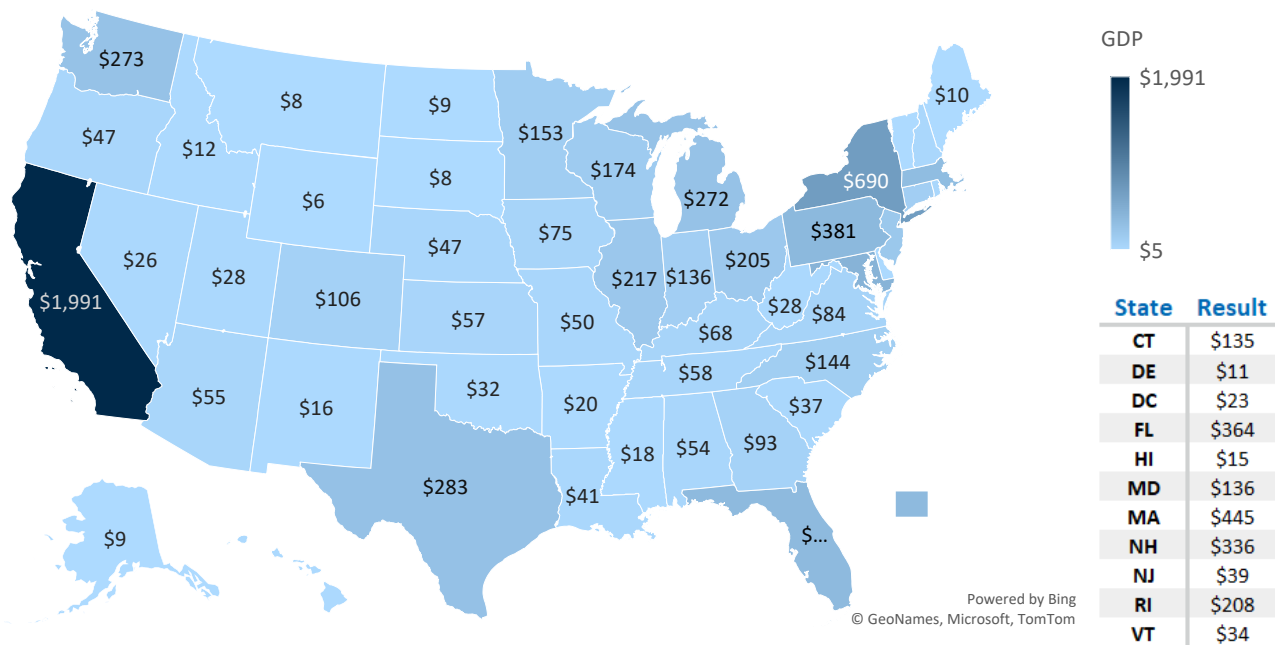 $273
$47
$12
$8
$9
$153
$10
$6
$8
$174
$272
$690
$381
$26
$28
$106
$47
$75
$217
$136
$205
$1,991
$57
$50
$68
$28
$84
$144
$58
$55
$16
$32
$20
$37
$18
$54
$93
$283
$41
$...
$9
Powered by Bing
© GeoNames, Microsoft, TomTom
GDP
$1,991
$5
State Result
CT $135
DE $11
DC $23
FL $364
HI $15
MD $136
MA $445
NH $336
NJ $39
RI $208
VT $34